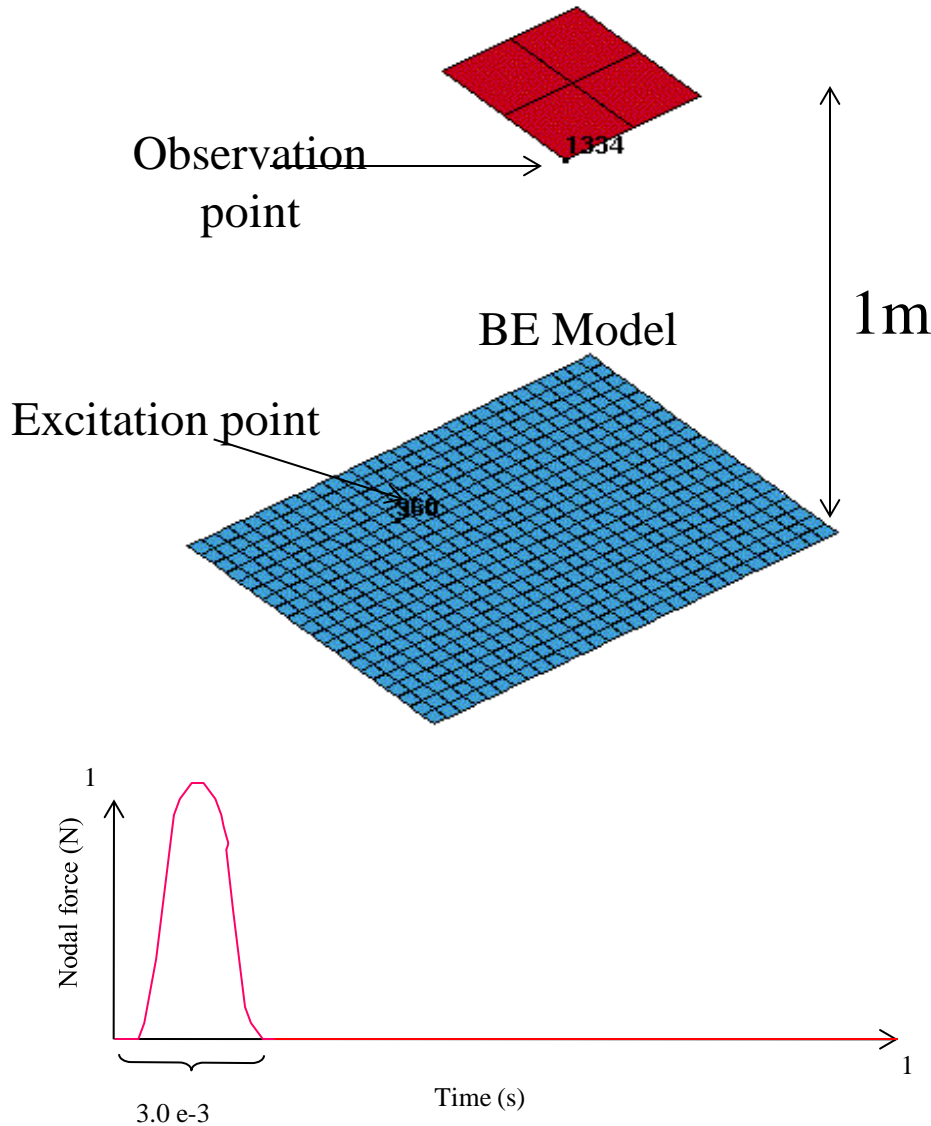 1334
Observation
point
1m
BE Model
Excitation point
360
1
Nodal force (N)
1
3.0 e-3
Time (s)